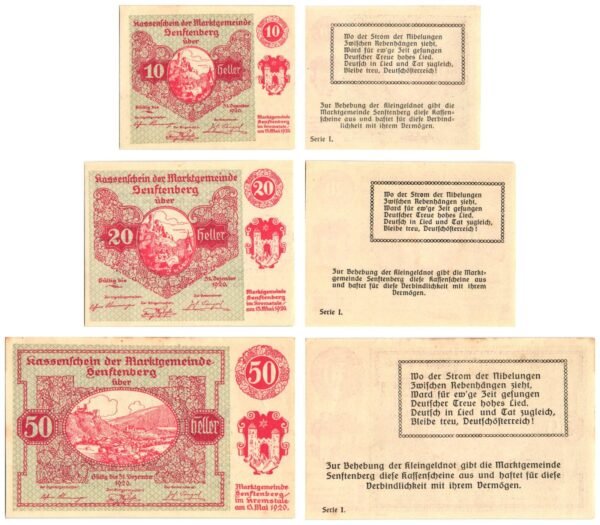 Kassenschein der Marktgemeinde
Senftenberg
über
10
Heller
10
Gültig bis
31. Dezember
1920.
Marktgemeinde
Senftenberg
im Kremstale
am 13. Mai 1920.
Wo der Strom der Nibelungen
Zwischen Rebenhängen zieht,
Ward für ew'ge Zeit gesungen
Deutscher Treue hohes Lied.
Deutsch in Lied und Tat zugleich,
Bleibe treu, Deutschösterreich!
Zur Behebung der Kleingeldnot gibt die
Marktgemeinde Senftenberg diese Kassen-
scheine aus und haftet für diese Verbind-
lichkeit mit ihrem Vermögen.
Serie I.
Kassenschein der Marktgemeinde
Senftenberg
über
20
Heller
20
Gültig bis
31. Dezember
1920.
Marktgemeinde
Senftenberg
im Kremstale
am 13. Mai 1920.
Wo der Strom der Nibelungen
Zwischen Rebenhängen zieht,
Ward für ew'ge Zeit gesungen
Deutscher Treue hohes Lied.
Deutsch in Lied und Tat zugleich,
Bleibe treu, Deutschösterreich!
Zur Behebung der Kleingeldnot gibt die Markt-
gemeinde Senftenberg diese Kassenscheine aus
und haftet für diese Verbindlichkeit mit ihrem
Vermögen.
Serie I.
Kassenschein der Marktgemeinde-
Senftenberg
über
50
Heller
50
Gültig bis 31. Dezember
1920.
Marktgemeinde
Senftenberg
im Kremstale
am 13. Mai 1920.
Wo der Strom der Nibelungen
Zwischen Rebenhängen zieht,
Ward für ew'ge Zeit gesungen
Deutscher Treue hohes Lied.
Deutsch in Lied und Tat zugleich,
Bleibe treu, Deutschösterreich!
Zur Behebung der Kleingeldnot gibt die Marktgemeinde
Senftenberg diese Kassenscheine aus und haftet für diese
Verbindlichkeit mit ihrem Vermögen.
Serie I.